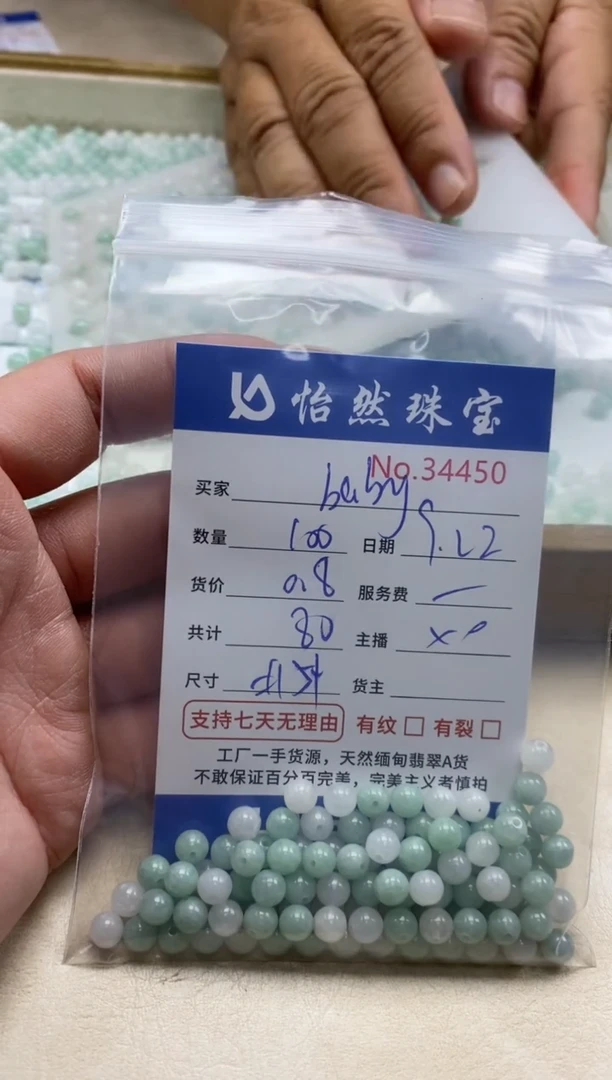 怡然珠宝
No.34450
买家 baby
数量 100 日期 9.22
货价 0.8 服务费 —
共计 80 主播
尺寸 货主
支持七天无理由 有纹 □ 有裂 □
工厂一手货源，天然缅甸翡翠A货
不敢保证百分百完美，完美主义者慎拍